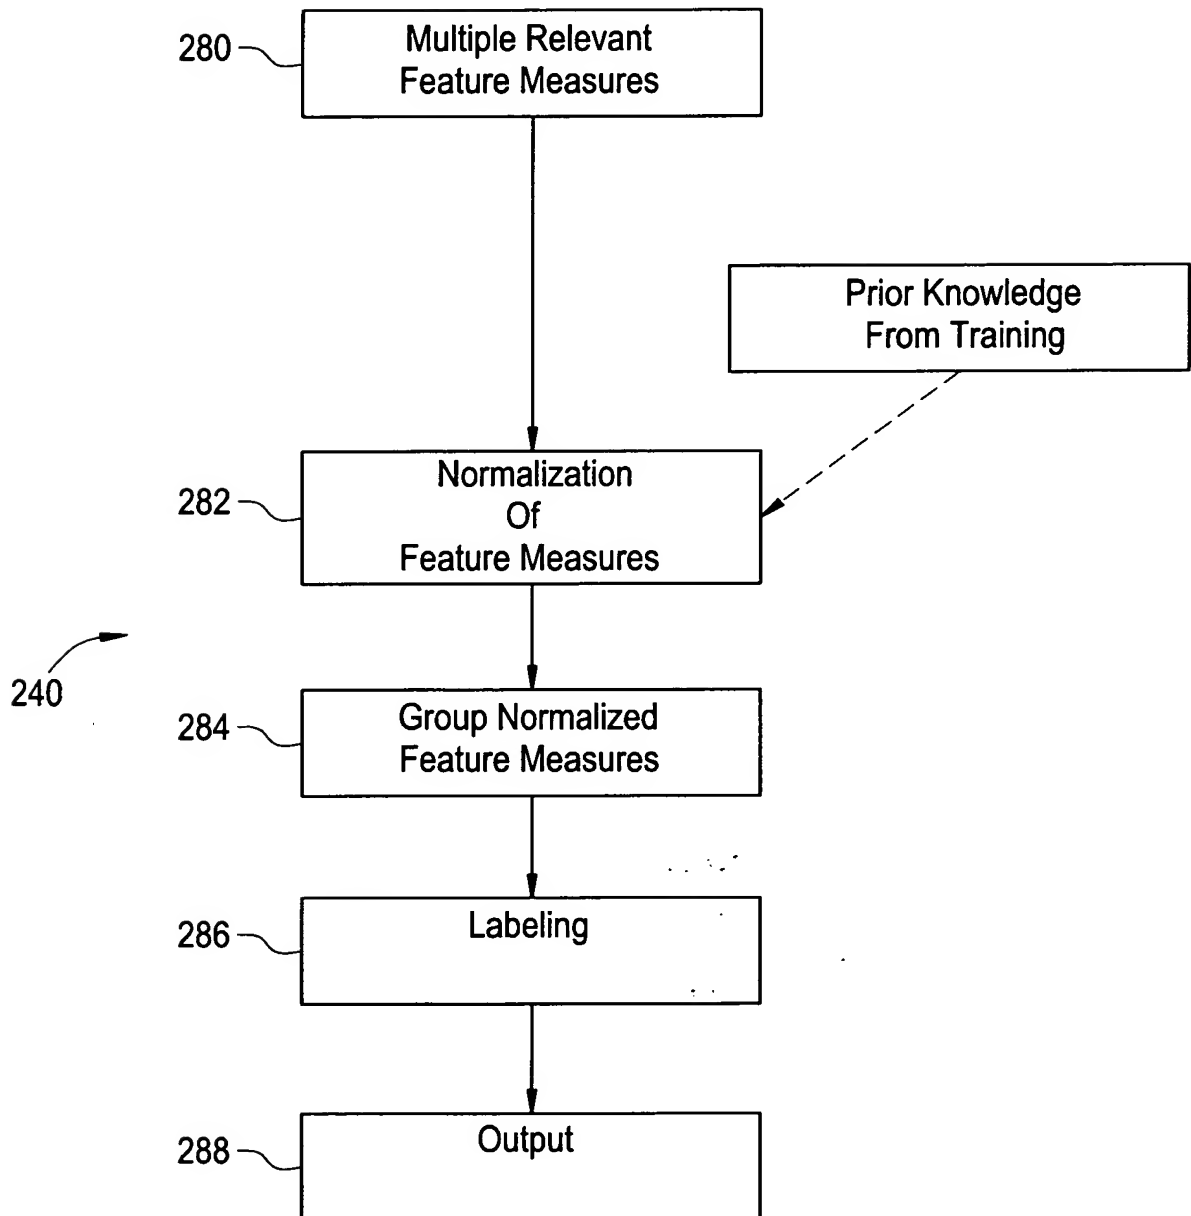 280
Multiple Relevant
Feature Measures
Prior Knowledge
From Training
282
Normalization
Of
Feature Measures
240
284
Group Normalized
Feature Measures
286
Labeling
288
Output